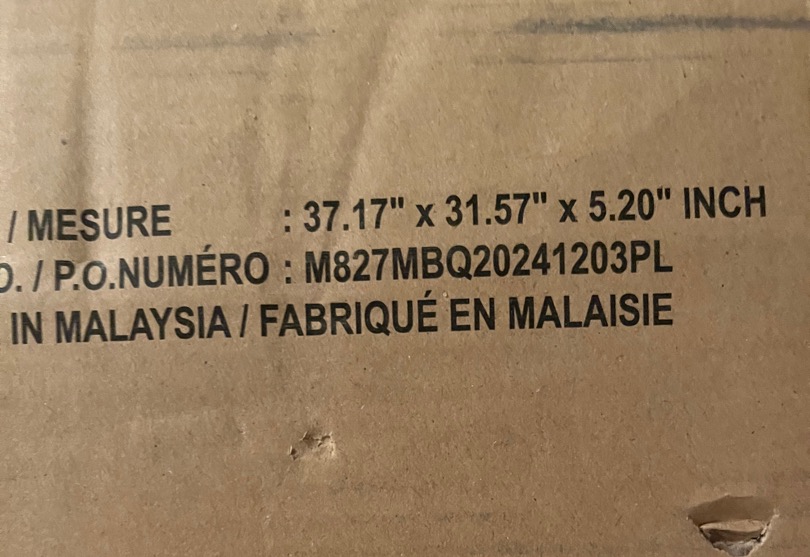 / MESURE : 37.17" x 31.57" x 5.20" INCH
. / P.O.NUMÉRO : M827MBQ20241203PL
IN MALAYSIA / FABRIQUÉ EN MALAISIE